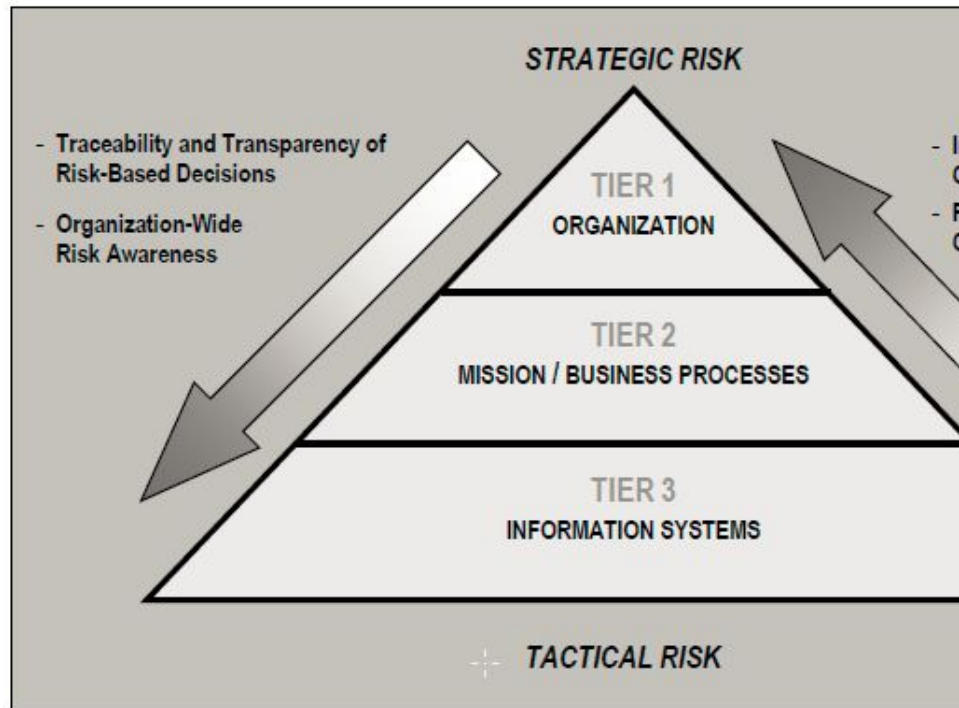 STRATEGIC RISK
- Traceability and Transparency of
Risk-Based Decisions
- Organization-Wide
Risk Awareness
TIER 1
ORGANIZATION
TIER 2
MISSION / BUSINESS PROCESSES
TIER 3
INFORMATION SYSTEMS
TACTICAL RISK